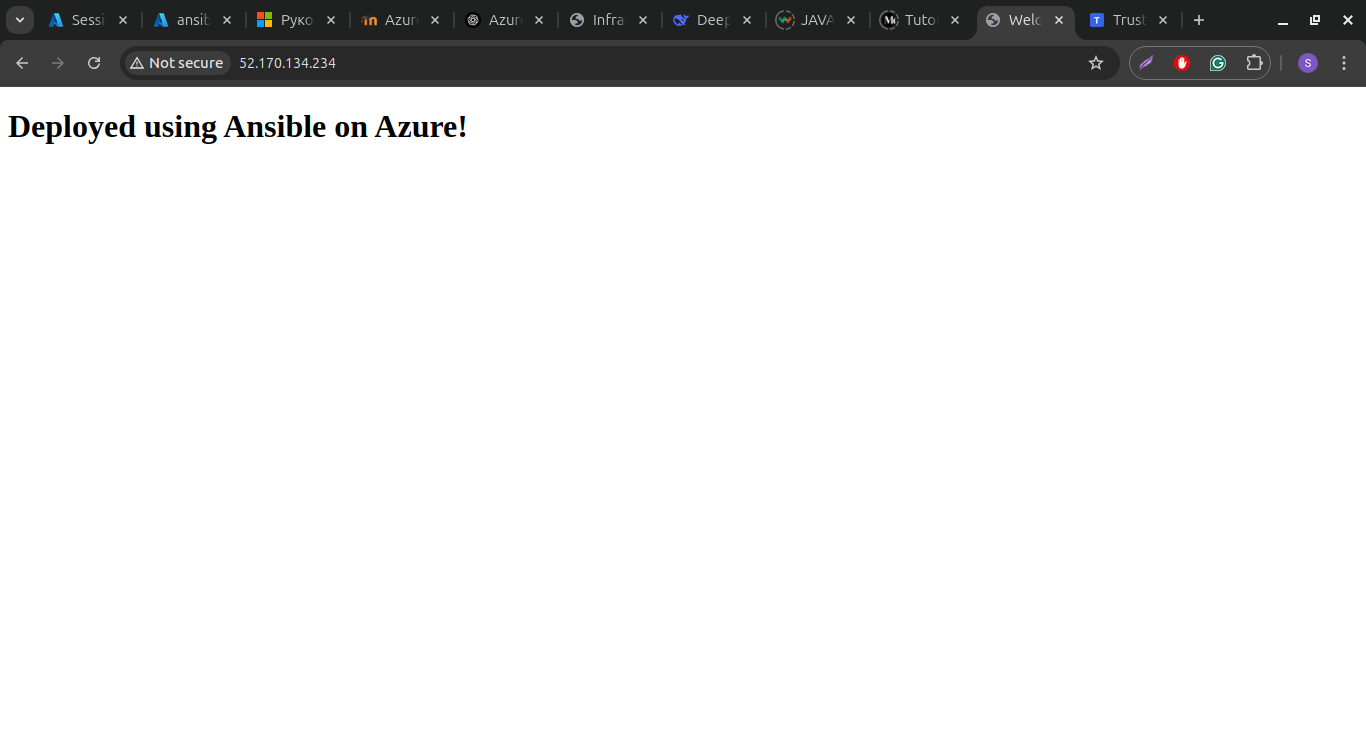 Sessi
ansib
Руко
Azur
Azur
Infra
Deep
JAVA
Tuto
Welc
Trust
Not secure
52.170.134.234
S
Deployed using Ansible on Azure!